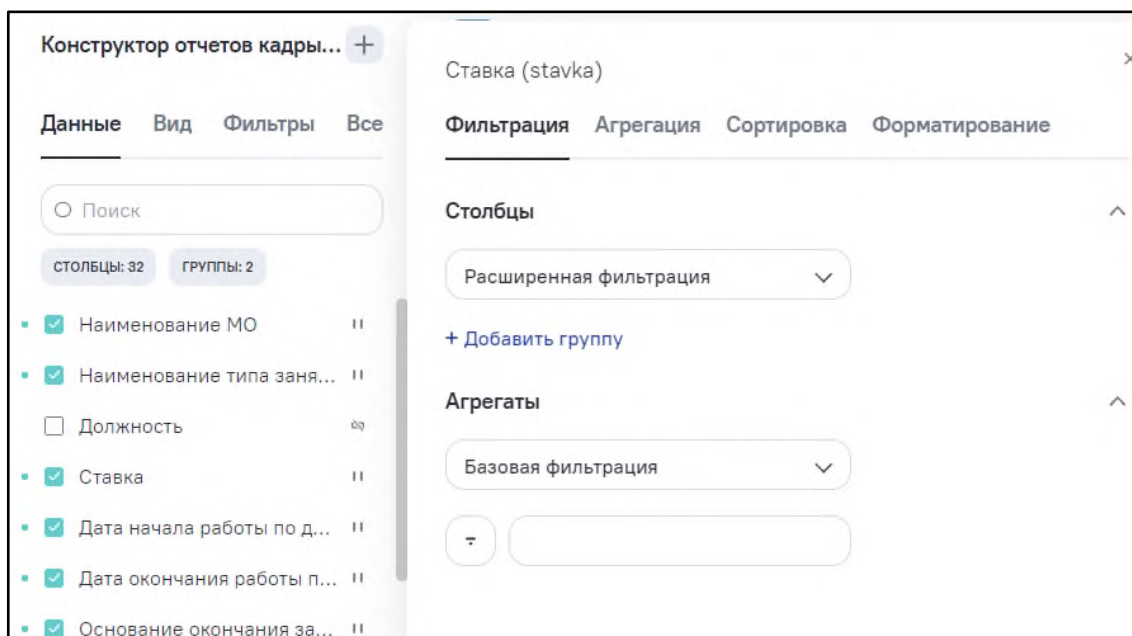 Конструктор отчетов кадры...
Данные Вид Фильтры Все
Поиск
СТОЛБЦЫ: 32 ГРУППЫ: 2
Наименование МО
Наименование типа заня...
Должность
Ставка
Дата начала работы по д...
Дата окончания работы п...
Основание окончания за...
Ставка (stavka)
Фильтрация Агрегация Сортировка Форматирование
Столбцы
Расширенная фильтрация
+ Добавить группу
Агрегаты
Базовая фильтрация